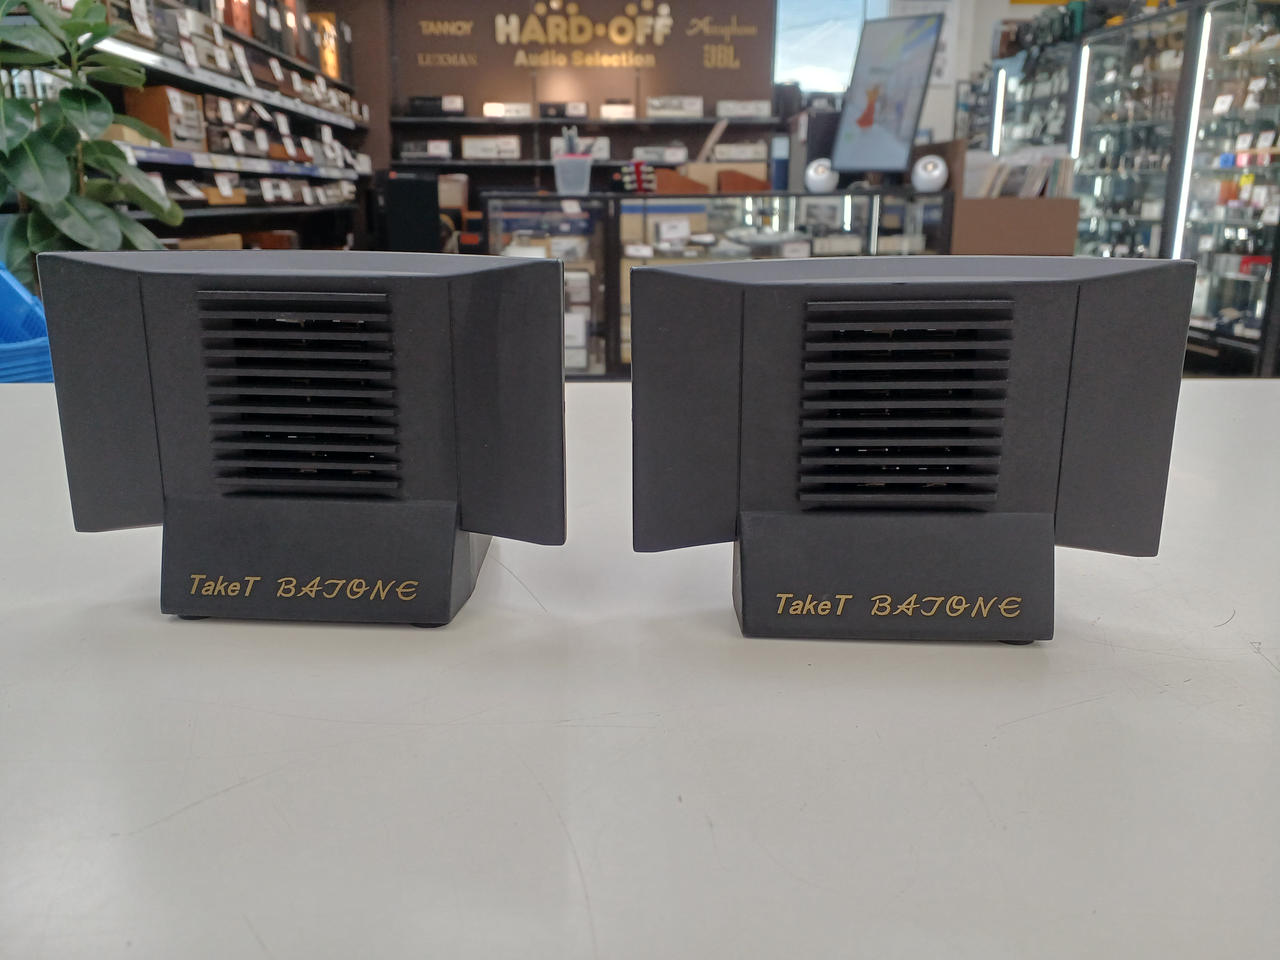 TANNOY
HARD·OFF
Accuphase
LUXMAN
Audio Selection
JBL
TakeT BATONE
TakeT BATONE